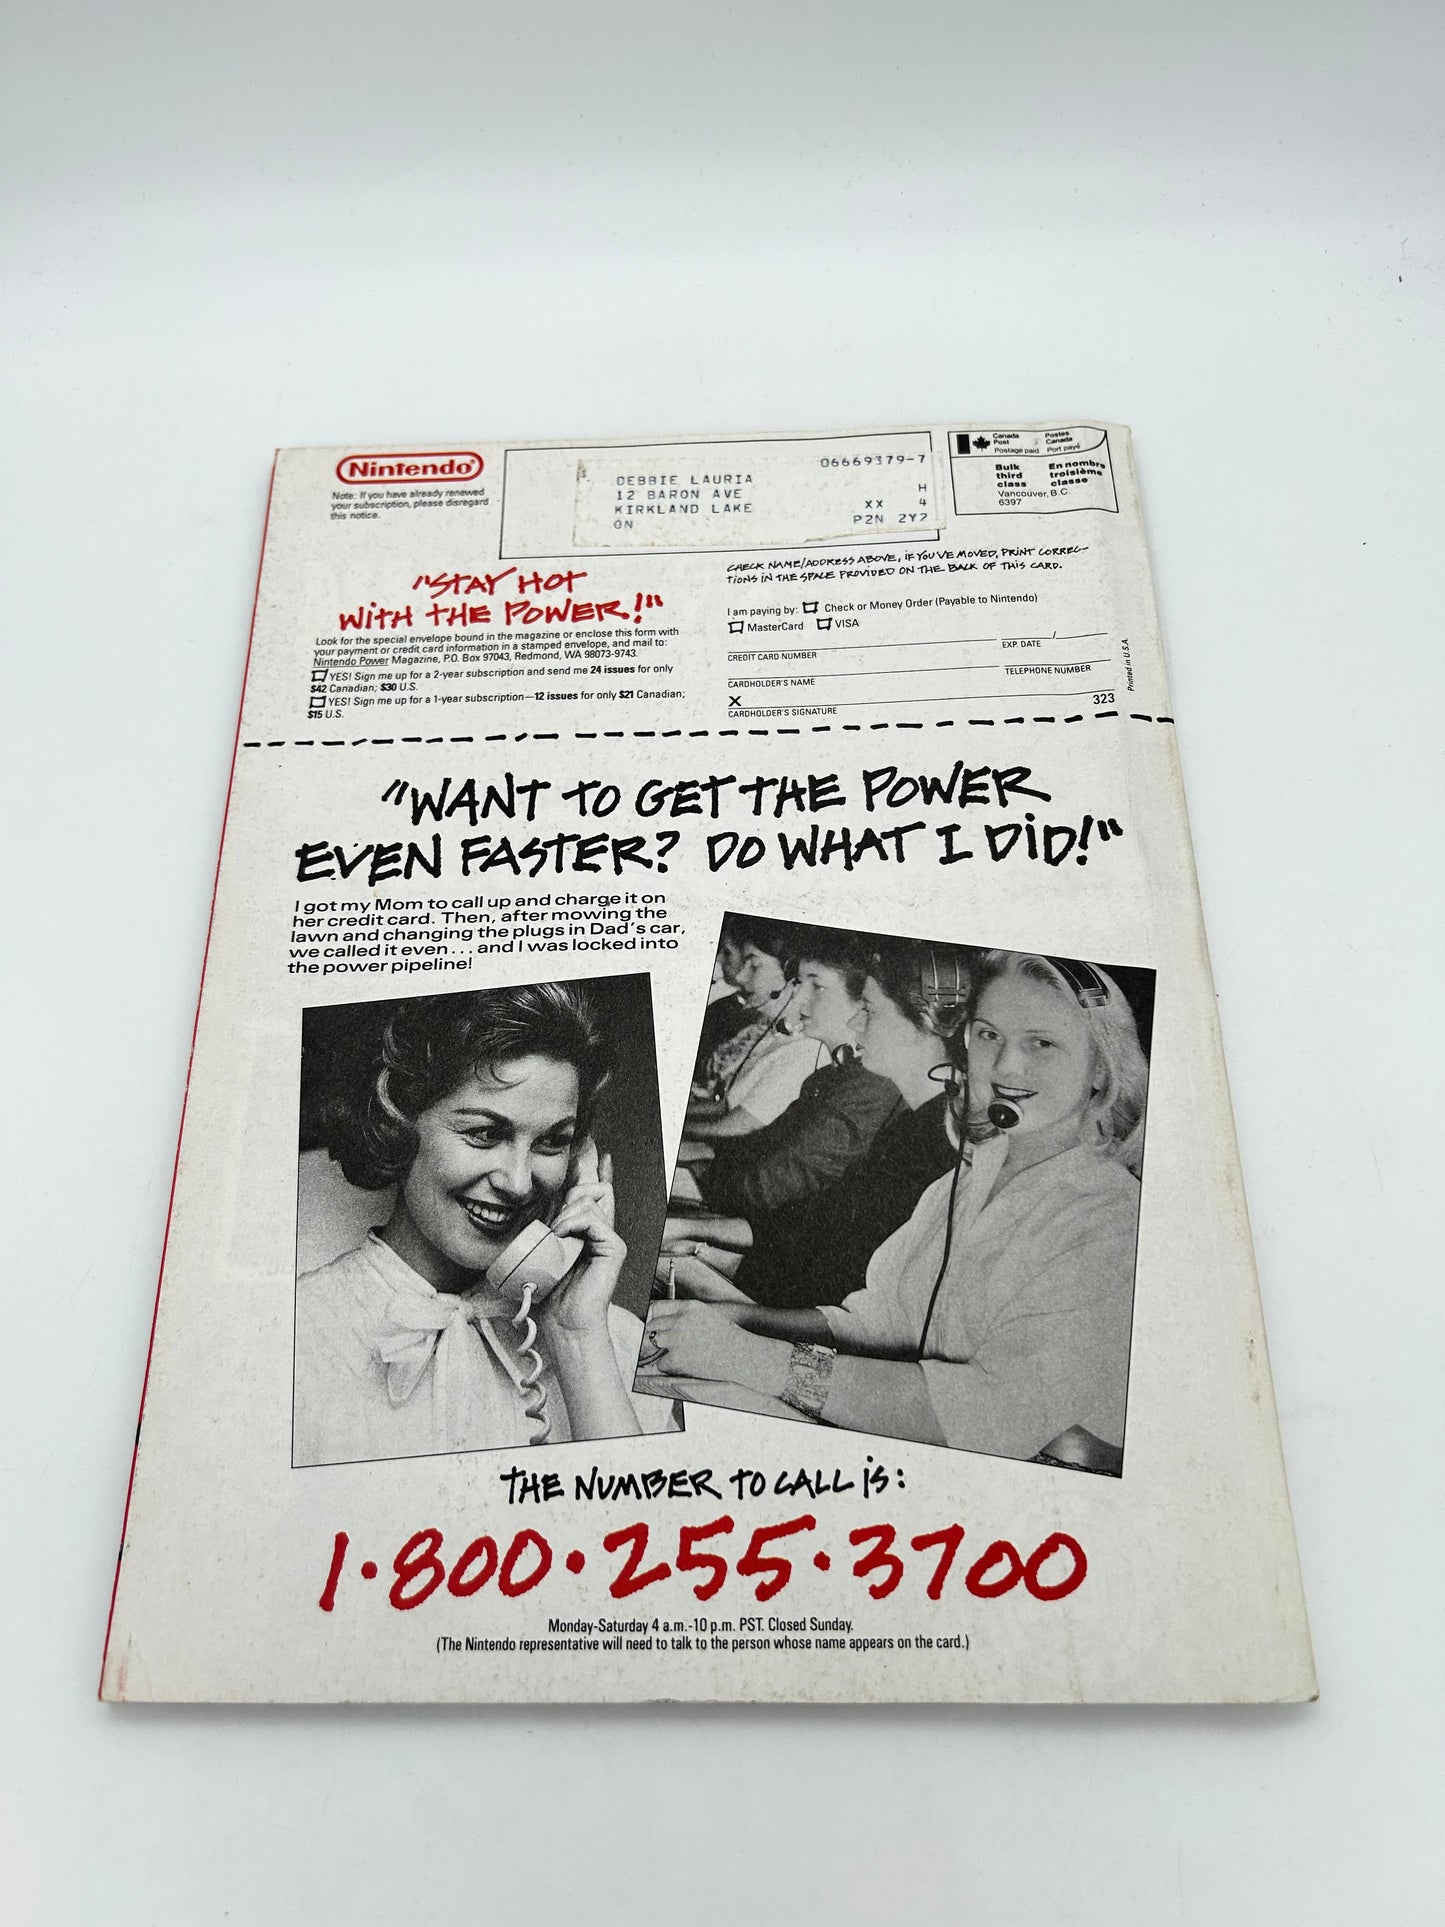 Nintendo®
Note: If you have already renewed
your subscription, please disregard
this notice.
06669379-7
DEBBIE LAURIA
H
12 BARON AVE
XX 4
KIRKLAND LAKE
ON
P2N 2Y7
Canada Post
Postes Canada
Postage paid
Port payé
Bulk
third
class
En nombre
troisième
classe
Vancouver, B.C.
6397
"STAY HOT
WITH THE POWER!"
Look for the special envelope bound in the magazine or enclose this form with
your payment or credit card information in a stamped envelope, and mail to:
Nintendo Power Magazine, P.O. Box 97043, Redmond, WA 98073-9743.
YES! Sign me up for a 2-year subscription and send me 24 issues for only
$42 Canadian; $30 U.S.
YES! Sign me up for a 1-year subscription—12 issues for only $21 Canadian;
$15 U.S.
CHECK NAME/ADDRESS ABOVE, IF YOU'VE MOVED, PRINT CORREC-
TIONS IN THE SPACE PROVIDED ON THE BACK OF THIS CARD.
I am paying by: Check or Money Order (Payable to Nintendo)
MasterCard VISA
CREDIT CARD NUMBER
EXP. DATE /
CARDHOLDER'S NAME
TELEPHONE NUMBER
X
CARDHOLDER'S SIGNATURE
323
Printed in U.S.A.
"WANT TO GET THE POWER
EVEN FASTER? DO WHAT I DID!"
I got my Mom to call up and charge it on
her credit card. Then, after mowing the
lawn and changing the plugs in Dad's car,
we called it even . . . and I was locked into
the power pipeline!
THE NUMBER TO CALL IS:
1·800·255·3700
Monday-Saturday 4 a.m.-10 p.m. PST. Closed Sunday.
(The Nintendo representative will need to talk to the person whose name appears on the card.)